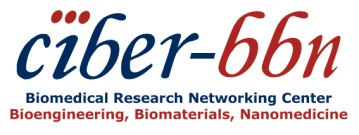 ciber-bbn
Biomedical Research Networking Center
Bioengineering, Biomaterials, Nanomedicine